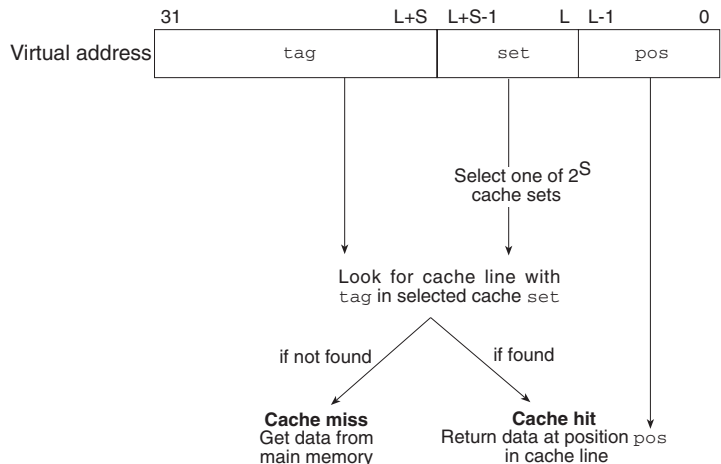 31 L+S L+S-1 L L-1 0
Virtual address tag set pos
Select one of 2^S
cache sets
Look for cache line with
tag in selected cache set
if not found if found
Cache miss Cache hit
Get data from Return data at position pos
main memory in cache line